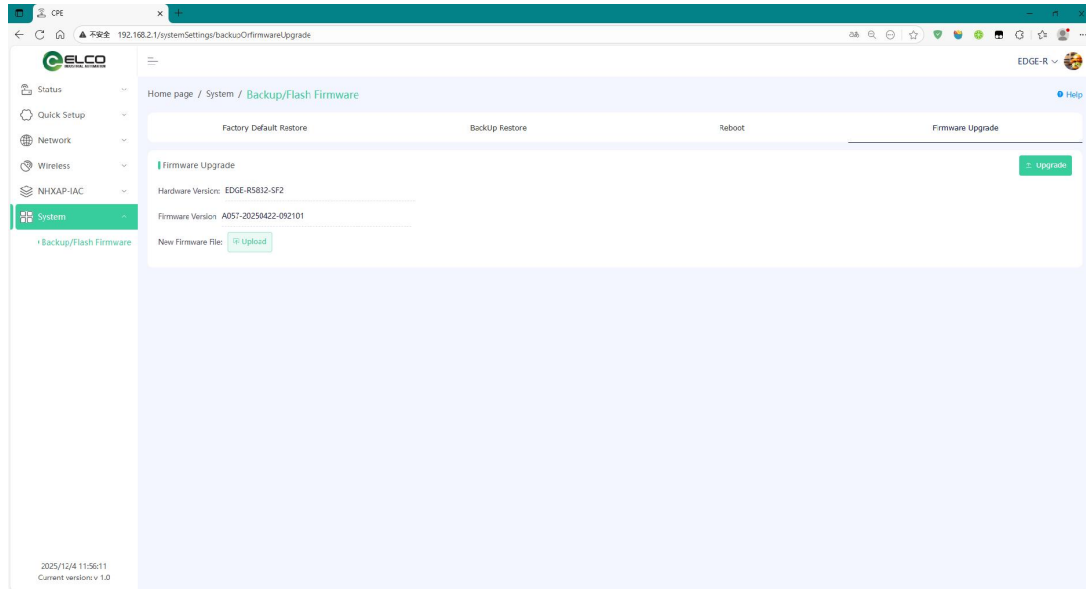 CPE
不安全 192.168.2.1/systemSettings/backupOrfirmwareUpgrade
ELCO
INDUSTRIAL AUTOMATION
EDGE-R
Status
Home page / System / Backup/Flash Firmware
Help
Quick Setup
Factory Default Restore
BackUp Restore
Reboot
Firmware Upgrade
Network
Wireless
Firmware Upgrade
Upgrade
NHXAP-IAC
Hardware Version: EDGE-R5832-SF2
System
Firmware Version A057-20250422-092101
Backup/Flash Firmware
New Firmware File: Upload
2025/12/4 11:56:11
Current version: v 1.0